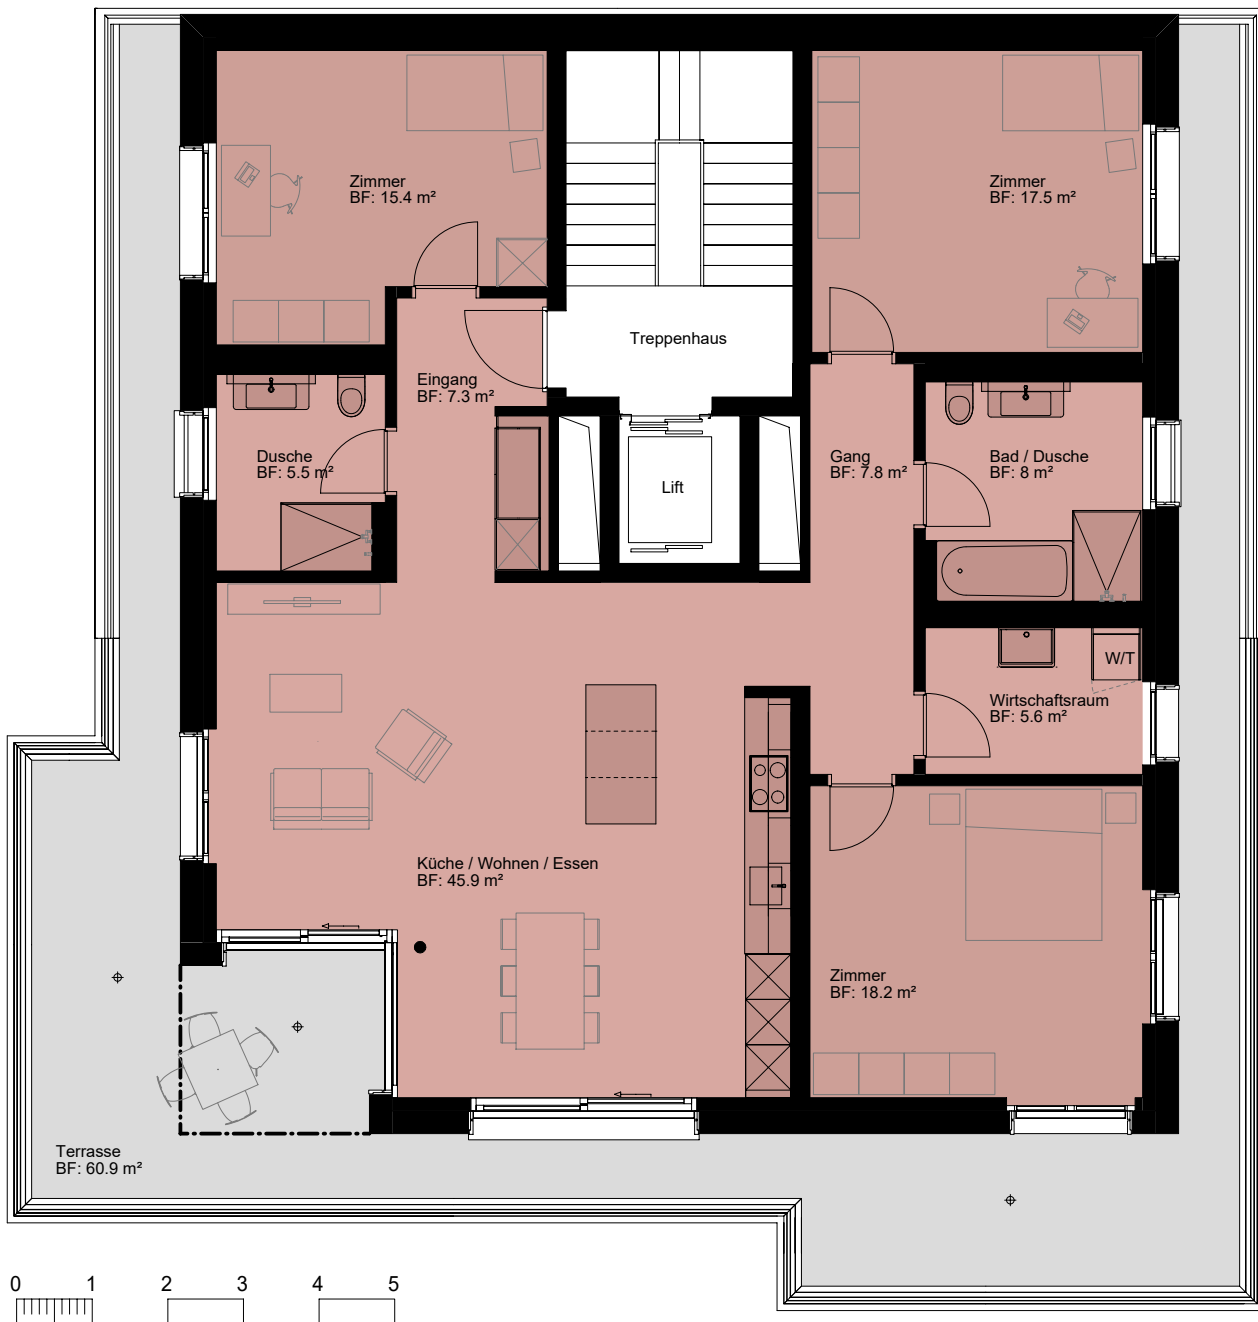 Zimmer
BF: 15.4 m²
Zimmer
BF: 17.5 m²
Treppenhaus
Eingang
BF: 7.3 m²
Dusche
BF: 5.5 m²
Lift
Gang
BF: 7.8 m²
Bad / Dusche
BF: 8 m²
W/T
Wirtschaftsraum
BF: 5.6 m²
Küche / Wohnen / Essen
BF: 45.9 m²
Zimmer
BF: 18.2 m²
Terrasse
BF: 60.9 m²
0 1 2 3 4 5